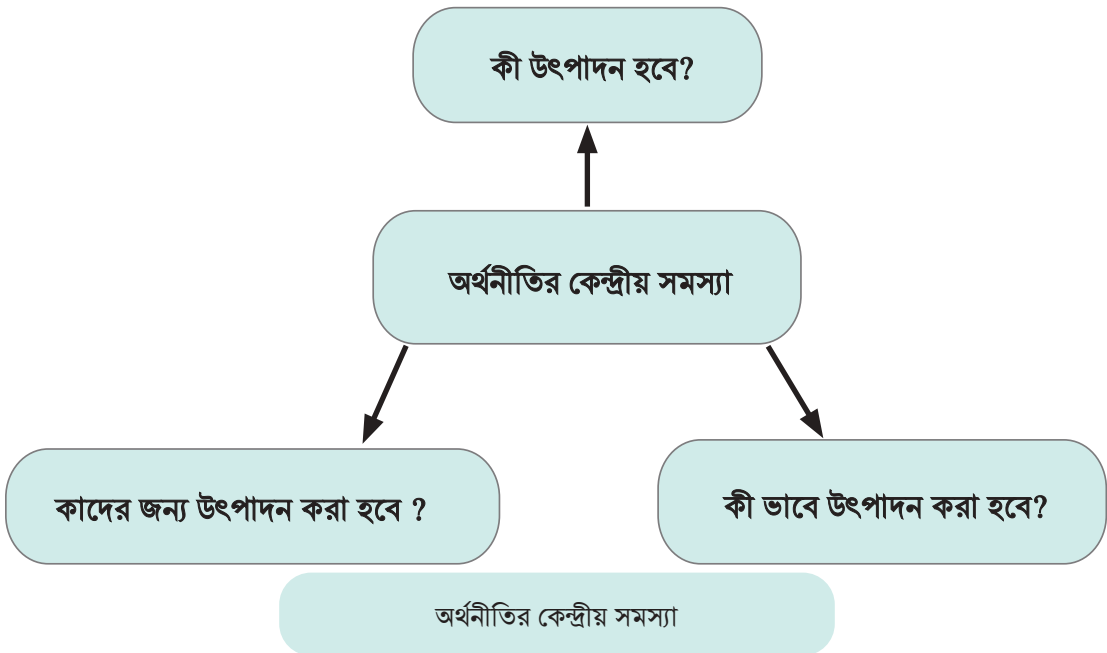 কী উৎপাদন হবে?
অর্থনীতির কেন্দ্রীয় সমস্যা
কাদের জন্য উৎপাদন করা হবে ?
কী ভাবে উৎপাদন করা হবে?
অর্থনীতির কেন্দ্রীয় সমস্যা